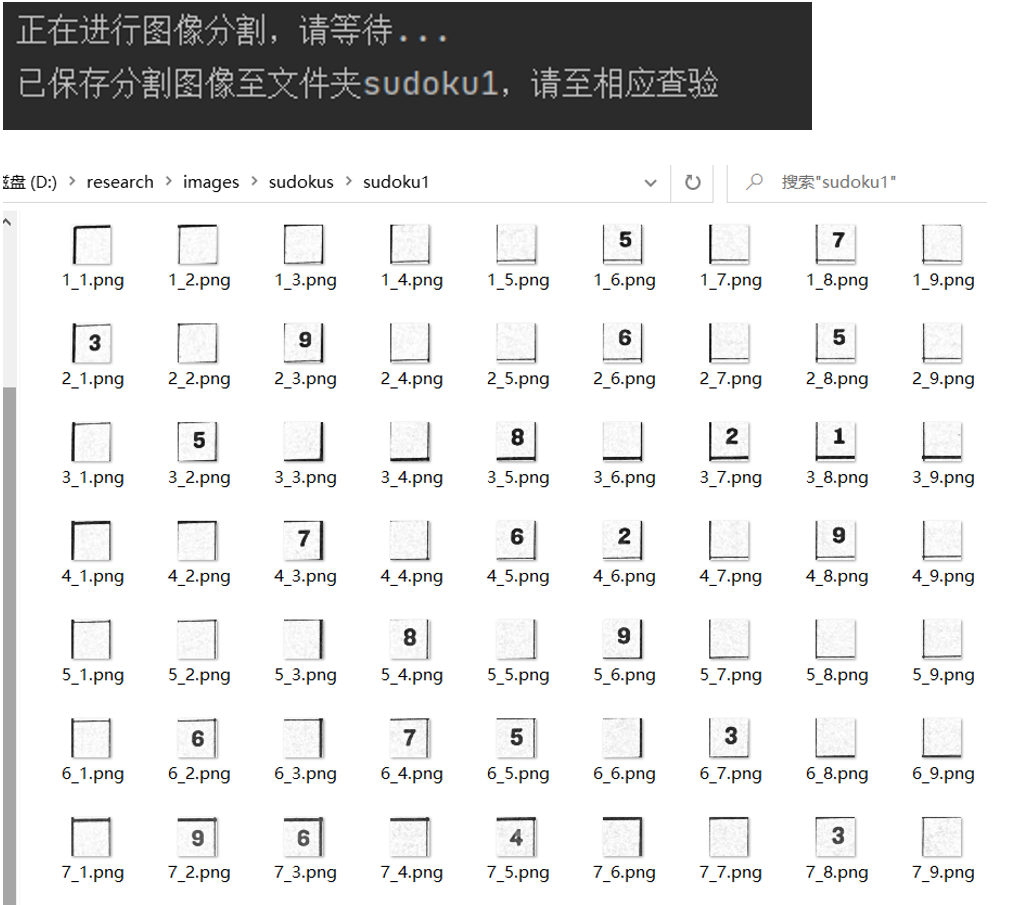 正在进行图像分割，请等待...
已保存分割图像至文件夹sudoku1，请至相应查验
磁盘 (D:) > research > images > sudokus > sudoku1 搜索"sudoku1"
5 7
1_1.png 1_2.png 1_3.png 1_4.png 1_5.png 1_6.png 1_7.png 1_8.png 1_9.png
3 9 6 5
2_1.png 2_2.png 2_3.png 2_4.png 2_5.png 2_6.png 2_7.png 2_8.png 2_9.png
5 8 2 1
3_1.png 3_2.png 3_3.png 3_4.png 3_5.png 3_6.png 3_7.png 3_8.png 3_9.png
7 6 2 9
4_1.png 4_2.png 4_3.png 4_4.png 4_5.png 4_6.png 4_7.png 4_8.png 4_9.png
8 9
5_1.png 5_2.png 5_3.png 5_4.png 5_5.png 5_6.png 5_7.png 5_8.png 5_9.png
6 7 5 3
6_1.png 6_2.png 6_3.png 6_4.png 6_5.png 6_6.png 6_7.png 6_8.png 6_9.png
9 6 4 3
7_1.png 7_2.png 7_3.png 7_4.png 7_5.png 7_6.png 7_7.png 7_8.png 7_9.png